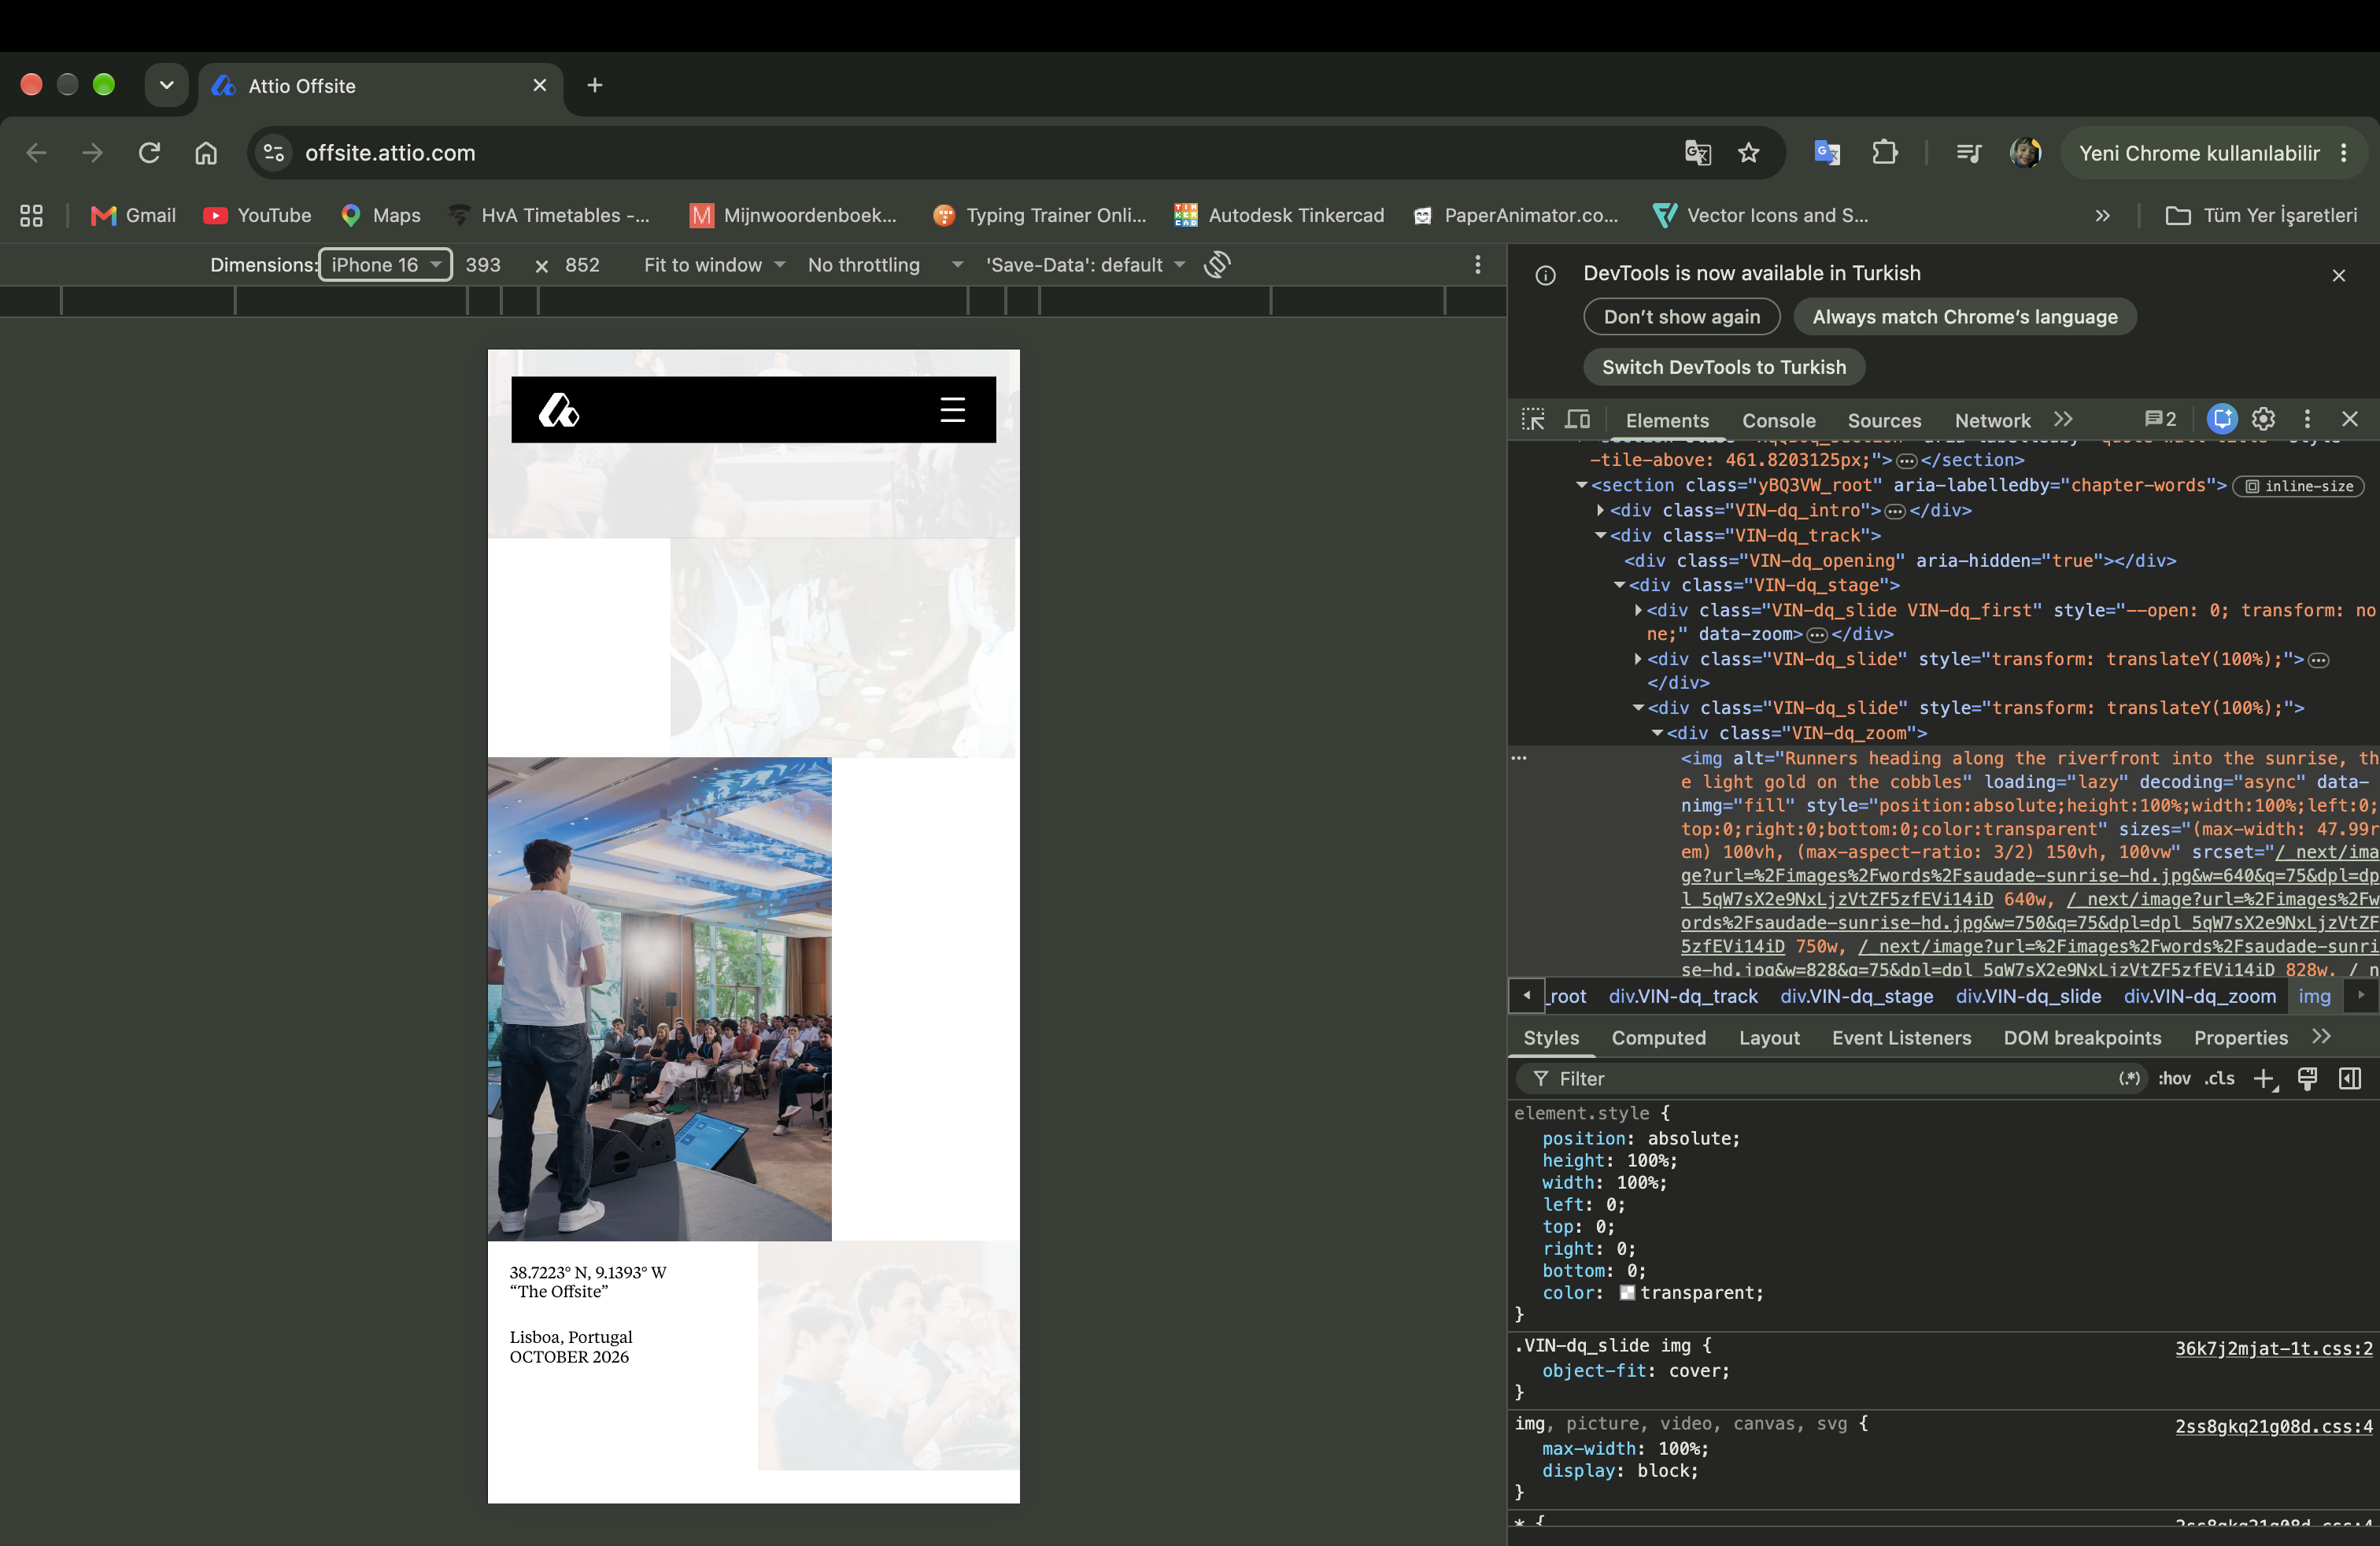 Attio Offsite
offsite.attio.com
Yeni Chrome kullanılabilir
Gmail
YouTube
Maps
HvA Timetables -...
Mijnwoordenboek...
Typing Trainer Onli...
Autodesk Tinkercad
PaperAnimator.co...
Vector Icons and S...
Tüm Yer İşaretleri
Dimensions: iPhone 16 393 × 852 Fit to window No throttling 'Save-Data': default
38.7223° N, 9.1393° W
“The Offsite”
Lisboa, Portugal
OCTOBER 2026
DevTools is now available in Turkish
Don’t show again
Always match Chrome’s language
Switch DevTools to Turkish
Elements Console Sources Network 2
-tile-above: 461.8203125px;">…</section>
<section class="yBQ3VW_root" aria-labelledby="chapter-words"> inline-size
<div class="VIN-dq_intro">…</div>
<div class="VIN-dq_track">
<div class="VIN-dq_opening" aria-hidden="true"></div>
<div class="VIN-dq_stage">
<div class="VIN-dq_slide VIN-dq_first" style="--open: 0; transform: no
ne;" data-zoom>…</div>
<div class="VIN-dq_slide" style="transform: translateY(100%);">…
</div>
<div class="VIN-dq_slide" style="transform: translateY(100%);">
<div class="VIN-dq_zoom">
<img alt="Runners heading along the riverfront into the sunrise, th
e light gold on the cobbles" loading="lazy" decoding="async" data-
nimg="fill" style="position:absolute;height:100%;width:100%;left:0;
top:0;right:0;bottom:0;color:transparent" sizes="(max-width: 47.99r
em) 100vh, (max-aspect-ratio: 3/2) 150vh, 100vw" srcset="/_next/ima
ge?url=%2Fimages%2Fwords%2Fsaudade-sunrise-hd.jpg&w=640&q=75&dpl=dp
l_5qW7sX2e9NxLjzVtZF5zfEVi14iD 640w, /_next/image?url=%2Fimages%2Fw
ords%2Fsaudade-sunrise-hd.jpg&w=750&q=75&dpl=dpl_5qW7sX2e9NxLjzVtZF
5zfEVi14iD 750w, /_next/image?url=%2Fimages%2Fwords%2Fsaudade-sunri
se-hd.jpg&w=828&q=75&dpl=dpl_5qW7sX2e9NxLjzVtZF5zfEVi14iD 828w, /_n
_root div.VIN-dq_track div.VIN-dq_stage div.VIN-dq_slide div.VIN-dq_zoom img
Styles Computed Layout Event Listeners DOM breakpoints Properties
Filter (.*) :hov .cls
element.style {
position: absolute;
height: 100%;
width: 100%;
left: 0;
top: 0;
right: 0;
bottom: 0;
color: transparent;
}
.VIN-dq_slide img { 36k7j2mjat-1t.css:2
object-fit: cover;
}
img, picture, video, canvas, svg { 2ss8gkq21g08d.css:4
max-width: 100%;
display: block;
}
* { 2ss8gkq21g08d.css:4